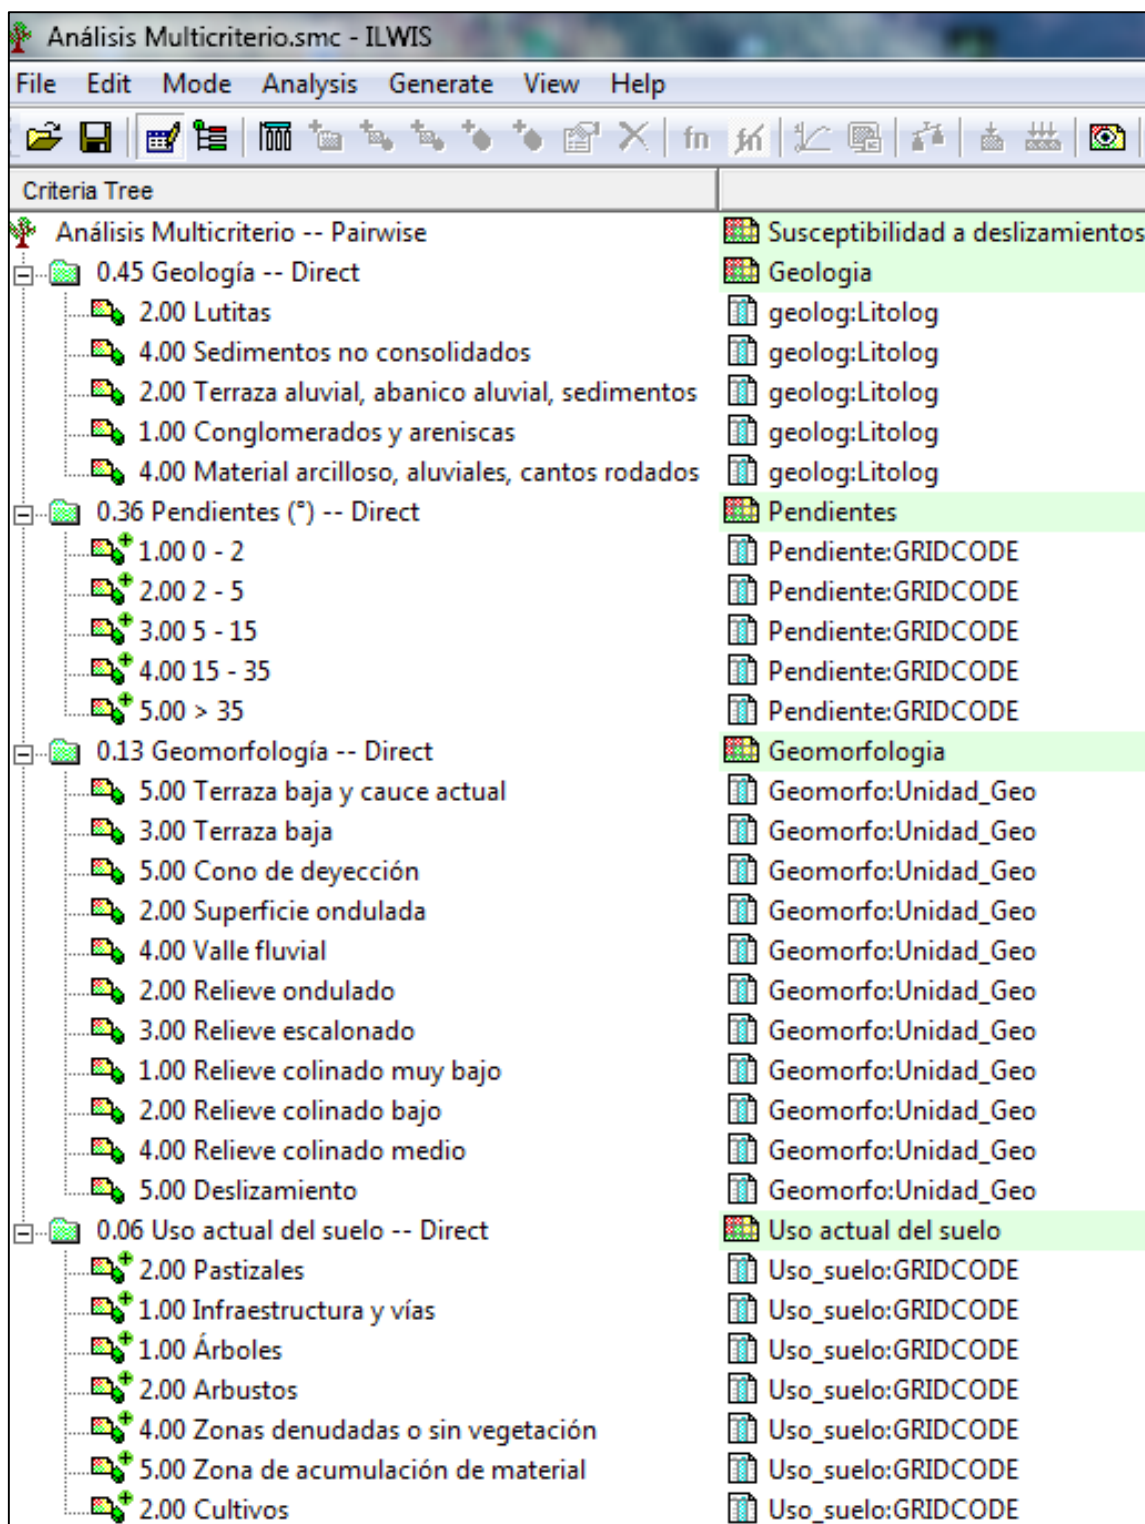 Análisis Multicriterio.smc - ILWIS
File Edit Mode Analysis Generate View Help
fn fn
Criteria Tree
Análisis Multicriterio -- Pairwise Susceptibilidad a deslizamientos
0.45 Geología -- Direct Geologia
2.00 Lutitas geolog:Litolog
4.00 Sedimentos no consolidados geolog:Litolog
2.00 Terraza aluvial, abanico aluvial, sedimentos geolog:Litolog
1.00 Conglomerados y areniscas geolog:Litolog
4.00 Material arcilloso, aluviales, cantos rodados geolog:Litolog
0.36 Pendientes (°) -- Direct Pendientes
1.00 0 - 2 Pendiente:GRIDCODE
2.00 2 - 5 Pendiente:GRIDCODE
3.00 5 - 15 Pendiente:GRIDCODE
4.00 15 - 35 Pendiente:GRIDCODE
5.00 > 35 Pendiente:GRIDCODE
0.13 Geomorfología -- Direct Geomorfologia
5.00 Terraza baja y cauce actual Geomorfo:Unidad_Geo
3.00 Terraza baja Geomorfo:Unidad_Geo
5.00 Cono de deyección Geomorfo:Unidad_Geo
2.00 Superficie ondulada Geomorfo:Unidad_Geo
4.00 Valle fluvial Geomorfo:Unidad_Geo
2.00 Relieve ondulado Geomorfo:Unidad_Geo
3.00 Relieve escalonado Geomorfo:Unidad_Geo
1.00 Relieve colinado muy bajo Geomorfo:Unidad_Geo
2.00 Relieve colinado bajo Geomorfo:Unidad_Geo
4.00 Relieve colinado medio Geomorfo:Unidad_Geo
5.00 Deslizamiento Geomorfo:Unidad_Geo
0.06 Uso actual del suelo -- Direct Uso actual del suelo
2.00 Pastizales Uso_suelo:GRIDCODE
1.00 Infraestructura y vías Uso_suelo:GRIDCODE
1.00 Árboles Uso_suelo:GRIDCODE
2.00 Arbustos Uso_suelo:GRIDCODE
4.00 Zonas denudadas o sin vegetación Uso_suelo:GRIDCODE
5.00 Zona de acumulación de material Uso_suelo:GRIDCODE
2.00 Cultivos Uso_suelo:GRIDCODE